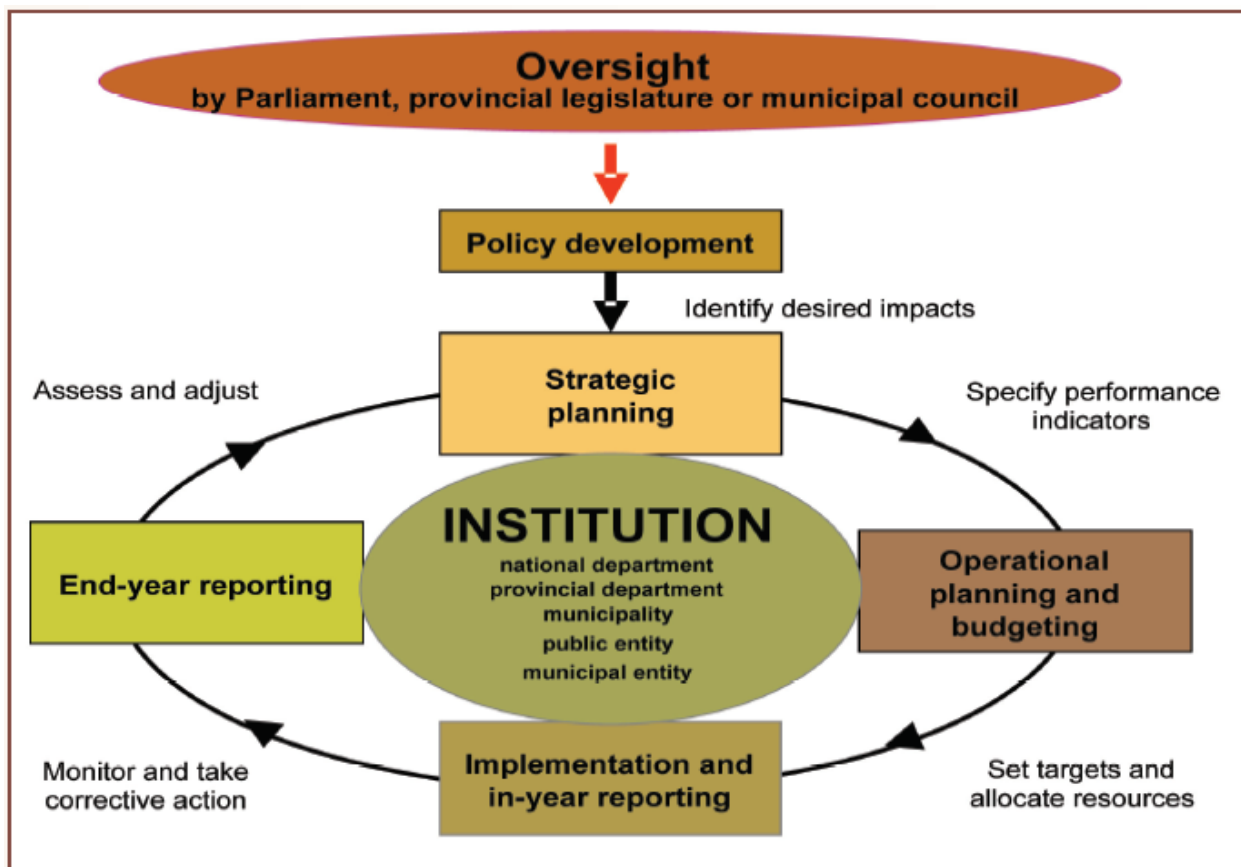 Oversight
by Parliament, provincial legislature or municipal council
Policy development
Identify desired impacts
Strategic
planning
Assess and adjust
Specify performance
indicators
INSTITUTION
national department
provincial department
municipality
public entity
municipal entity
End-year reporting
Operational
planning and
budgeting
Implementation and
in-year reporting
Monitor and take
corrective action
Set targets and
allocate resources